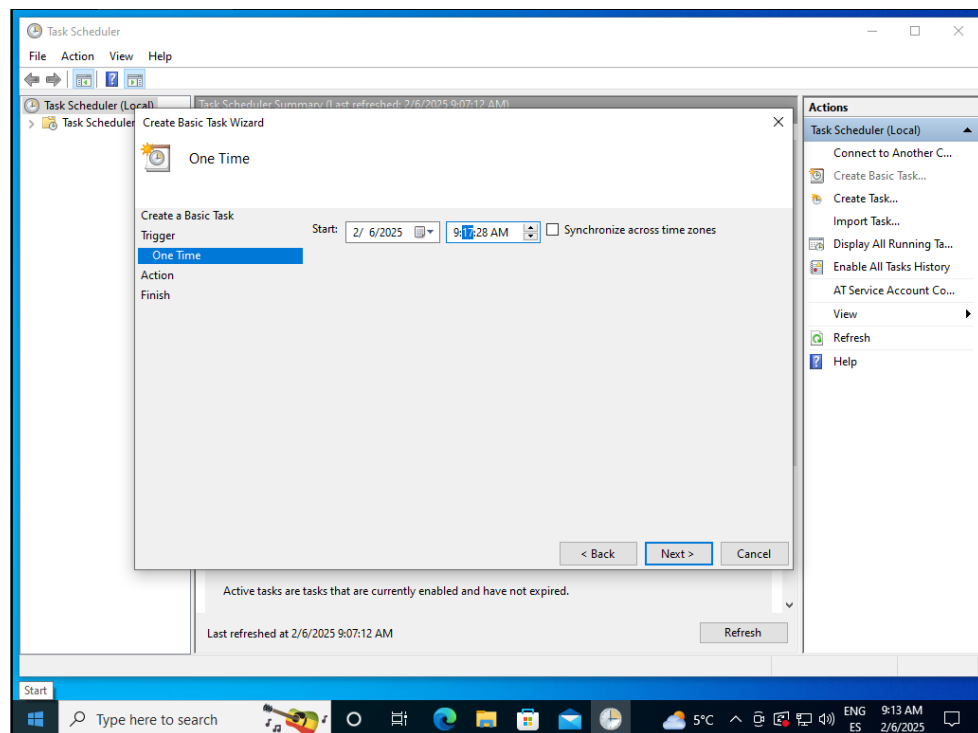 Task Scheduler
File Action View Help
Task Scheduler (Local)
Task Scheduler Summary (Last refreshed: 2/6/2025 9:07:12 AM)
Task Scheduler
Create Basic Task Wizard
One Time
Create a Basic Task
Trigger
One Time
Action
Finish
Start: 2/ 6/2025 9:17:28 AM Synchronize across time zones
< Back Next > Cancel
Active tasks are tasks that are currently enabled and have not expired.
Last refreshed at 2/6/2025 9:07:12 AM Refresh
Actions
Task Scheduler (Local)
Connect to Another C...
Create Basic Task...
Create Task...
Import Task...
Display All Running Ta...
Enable All Tasks History
AT Service Account Co...
View
Refresh
Help
Start
Type here to search
5°C
ENG
ES
9:13 AM
2/6/2025